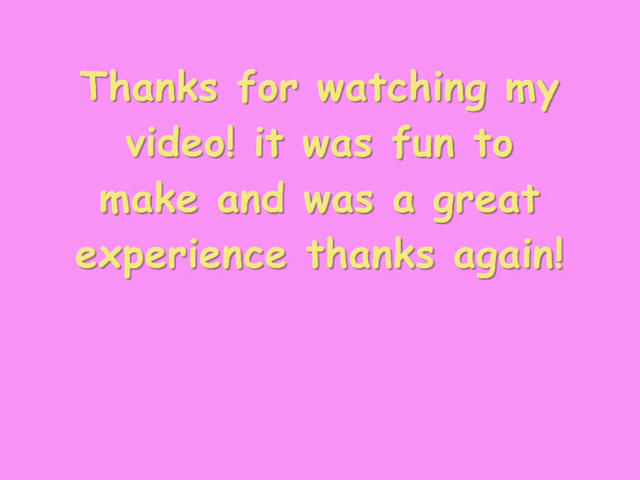 Thanks for watching my
video! it was fun to
make and was a great
experience thanks again!